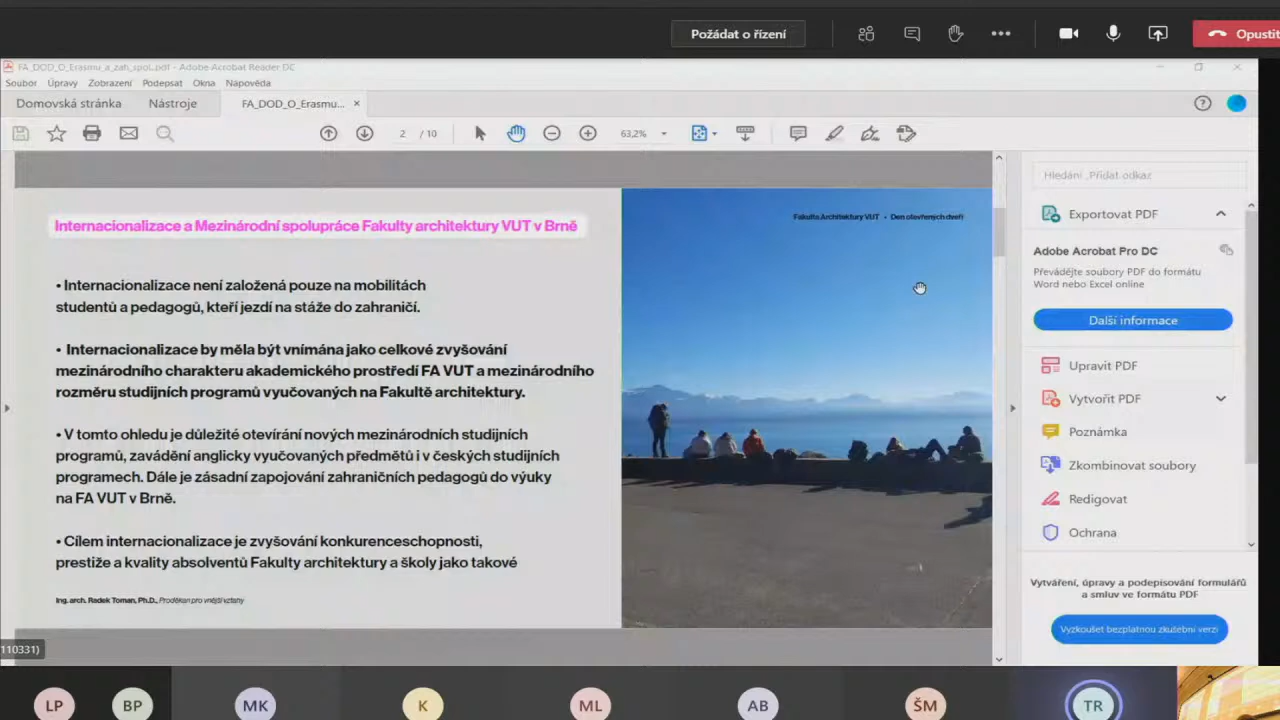 Požádat o řízení
Opustit
FA_DOD_O_Erasmu_a_zah_spol.pdf - Adobe Acrobat Reader DC
Soubor Úpravy Zobrazení Podepsat Okna Nápověda
Domovská stránka Nástroje FA_DOD_O_Erasmu... ×
2 / 10 63,2%
Internacionalizace a Mezinárodní spolupráce Fakulty architektury VUT v Brně
• Internacionalizace není založená pouze na mobilitách
studentů a pedagogů, kteří jezdí na stáže do zahraničí.
• Internacionalizace by měla být vnímána jako celkové zvyšování
mezinárodního charakteru akademického prostředí FA VUT a mezinárodního
rozměru studijních programů vyučovaných na Fakultě architektury.
• V tomto ohledu je důležité otevírání nových mezinárodních studijních
programů, zavádění anglicky vyučovaných předmětů i v českých studijních
programech. Dále je zásadní zapojování zahraničních pedagogů do výuky
na FA VUT v Brně.
• Cílem internacionalizace je zvyšování konkurenceschopnosti,
prestiže a kvality absolventů Fakulty architektury a školy jako takové
Ing. arch. Radek Toman, Ph.D., Proděkan pro vnější vztahy
Fakulta Architektury VUT • Den otevřených dveří
Hledání „Přidat odkaz
Exportovat PDF
Adobe Acrobat Pro DC
Převádějte soubory PDF do formátu
Word nebo Excel online
Další informace
Upravit PDF
Vytvořit PDF
Poznámka
Zkombinovat soubory
Redigovat
Ochrana
Vytváření, úpravy a podepisování formulářů
a smluv ve formátu PDF
Vyzkoušet bezplatnou zkušební verzi
110331)
LP BP MK K ML AB ŠM TR